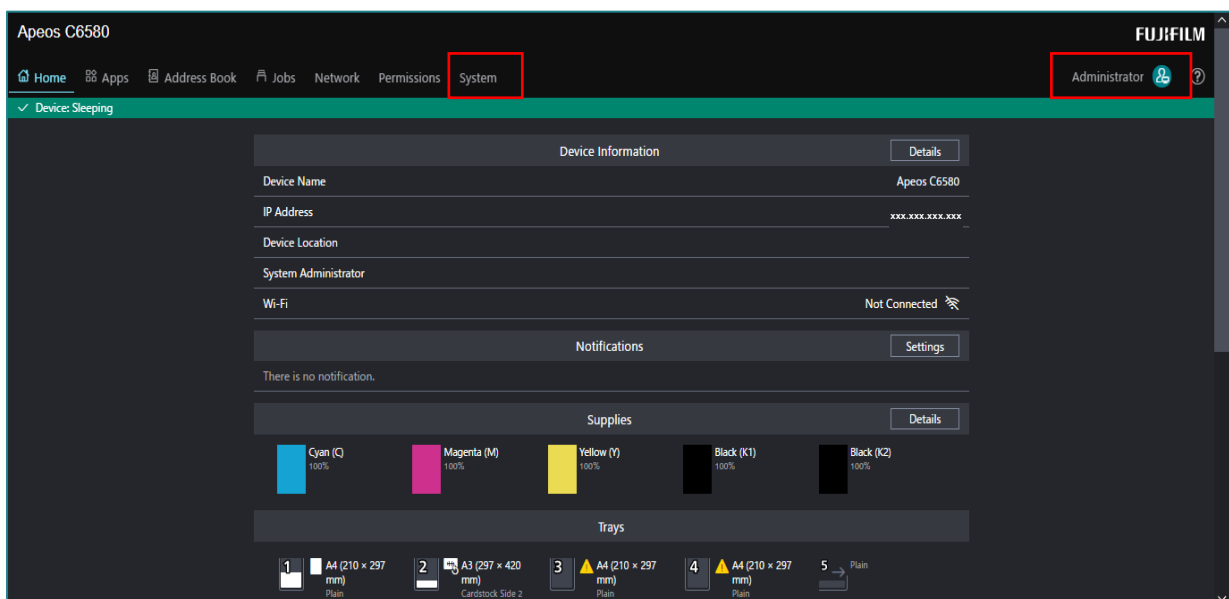 Apeos C6580
FUJIFILM
Home Apps Address Book Jobs Network Permissions System Administrator ?
Device: Sleeping
Device Information Details
Device Name Apeos C6580
IP Address xxx.xxx.xxx.xxx
Device Location
System Administrator
Wi-Fi Not Connected
Notifications Settings
There is no notification.
Supplies Details
Cyan (C) Magenta (M) Yellow (Y) Black (K1) Black (K2)
100% 100% 100% 100% 100%
Trays
1 A4 (210 × 297 2 A3 (297 × 420 3 A4 (210 × 297 4 A4 (210 × 297 5 Plain
mm) mm) mm) mm)
Plain Cardstock Side 2 Plain Plain